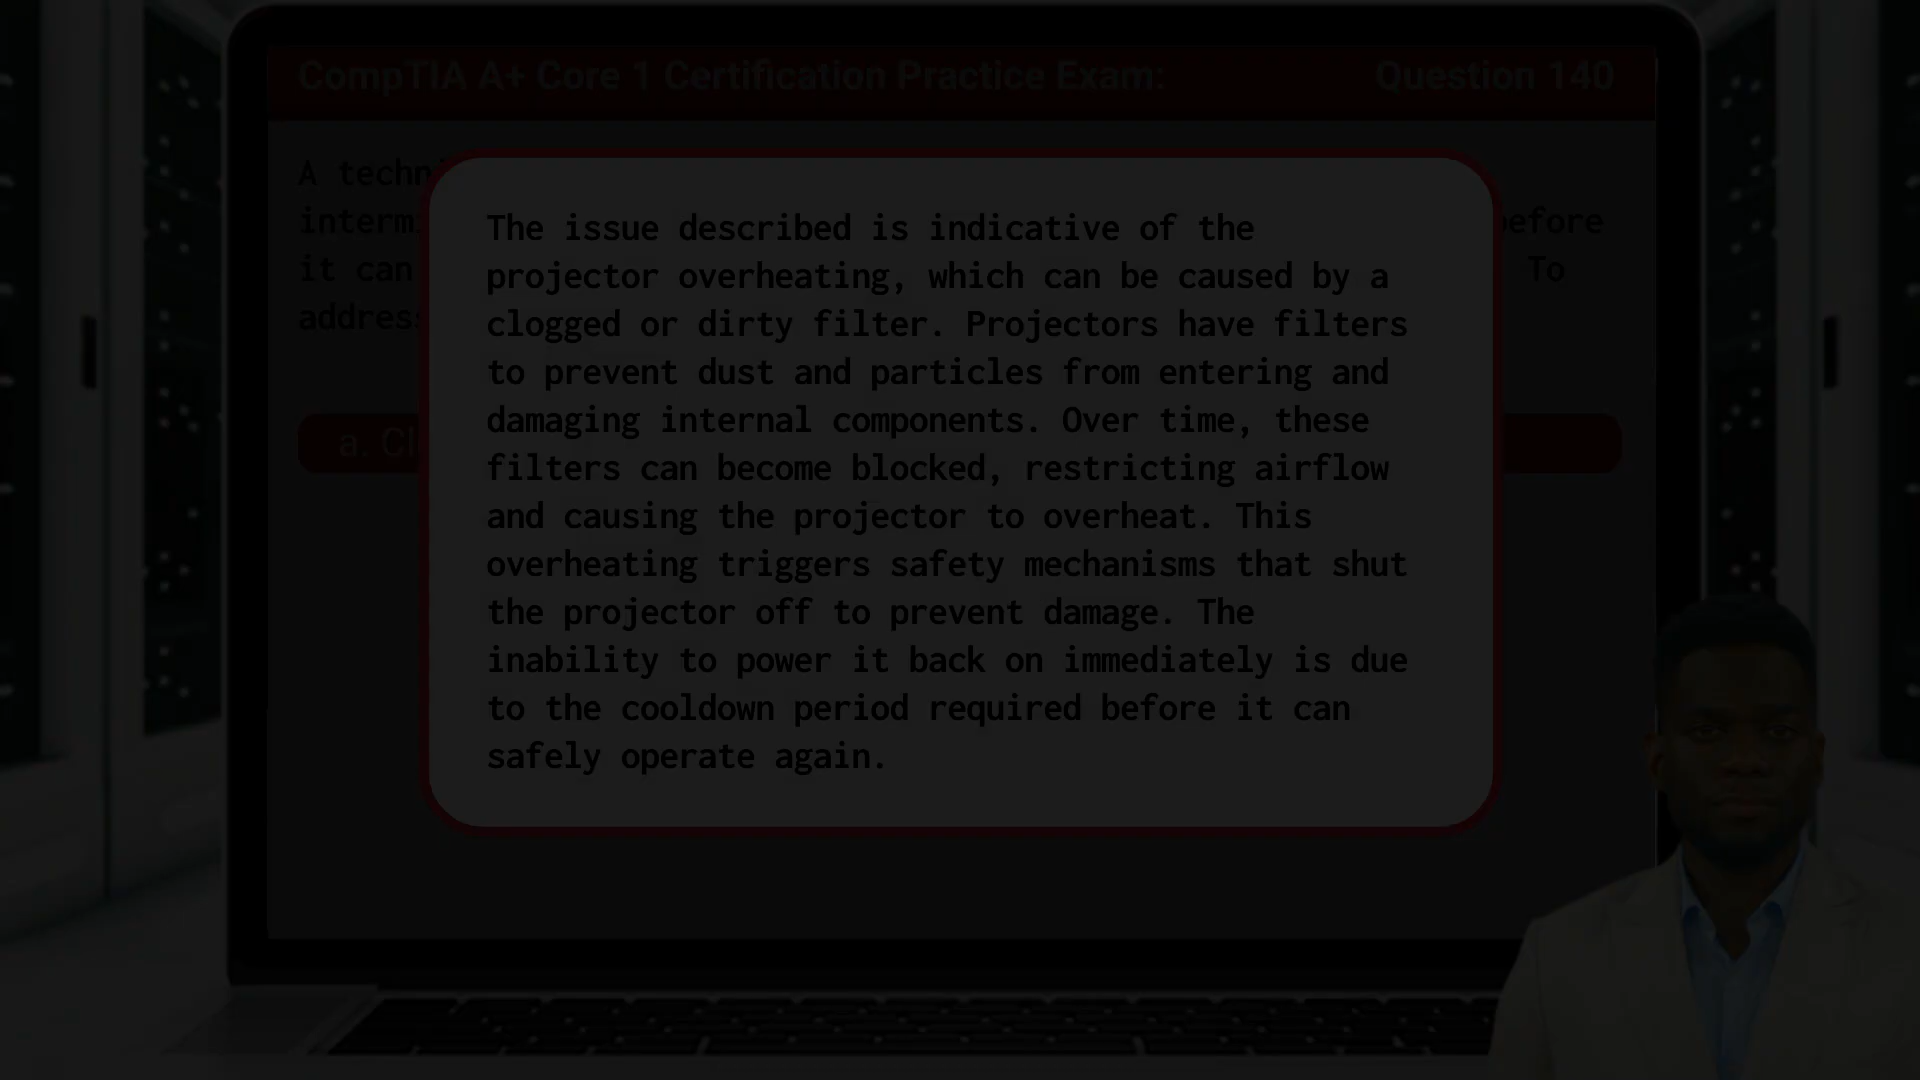 CompTIA A+ Core 1 Certification Practice Exam: Question 140
A techni
intermi before
it can To
address
a. Cl
The issue described is indicative of the
projector overheating, which can be caused by a
clogged or dirty filter. Projectors have filters
to prevent dust and particles from entering and
damaging internal components. Over time, these
filters can become blocked, restricting airflow
and causing the projector to overheat. This
overheating triggers safety mechanisms that shut
the projector off to prevent damage. The
inability to power it back on immediately is due
to the cooldown period required before it can
safely operate again.